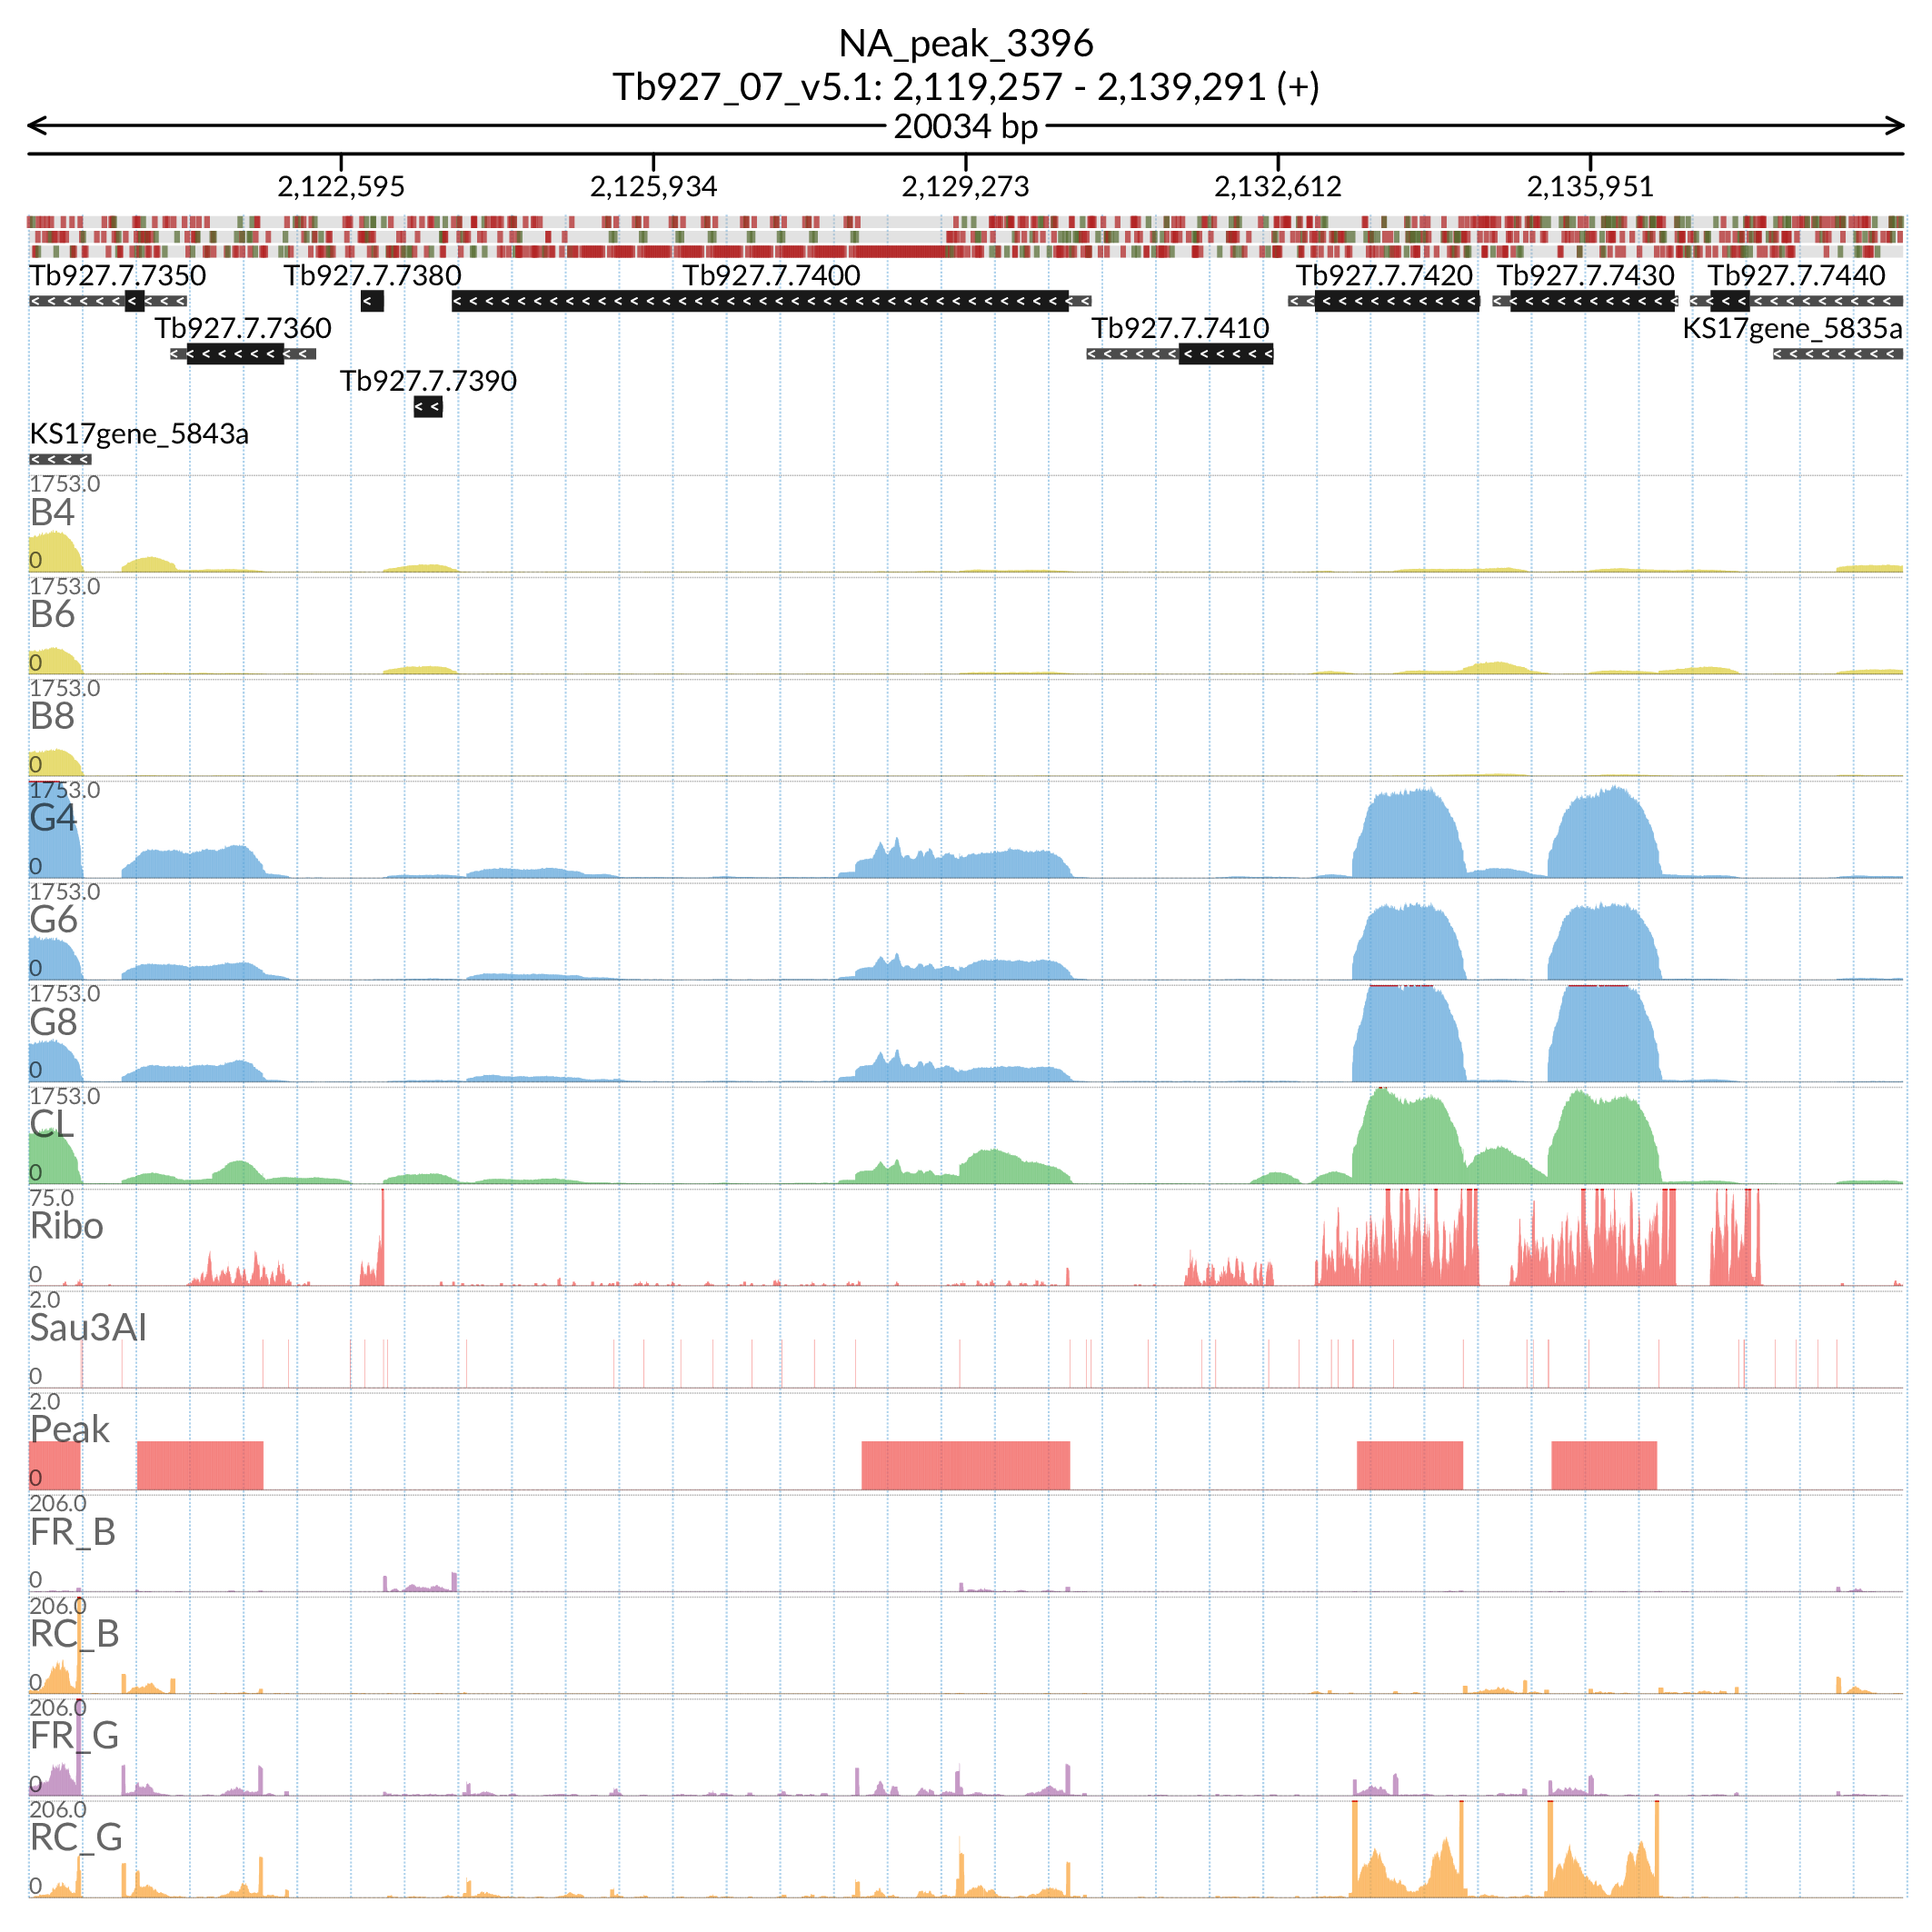 NA_peak_3396
Tb927_07_v5.1: 2,119,257 - 2,139,291 (+)
20034 bp
2,122,595 2,125,934 2,129,273 2,132,612 2,135,951
Tb927.7.7350 Tb927.7.7380 Tb927.7.7400 Tb927.7.7420 Tb927.7.7430 Tb927.7.7440
Tb927.7.7360 Tb927.7.7410 KS17gene_5835a
Tb927.7.7390
KS17gene_5843a
1753.0
B4
0
1753.0
B6
0
1753.0
B8
0
1753.0
G4
0
1753.0
G6
0
1753.0
G8
0
1753.0
CL
0
75.0
Ribo
0
2.0
Sau3AI
0
2.0
Peak
0
206.0
FR_B
0
206.0
RC_B
0
206.0
FR_G
0
206.0
RC_G
0